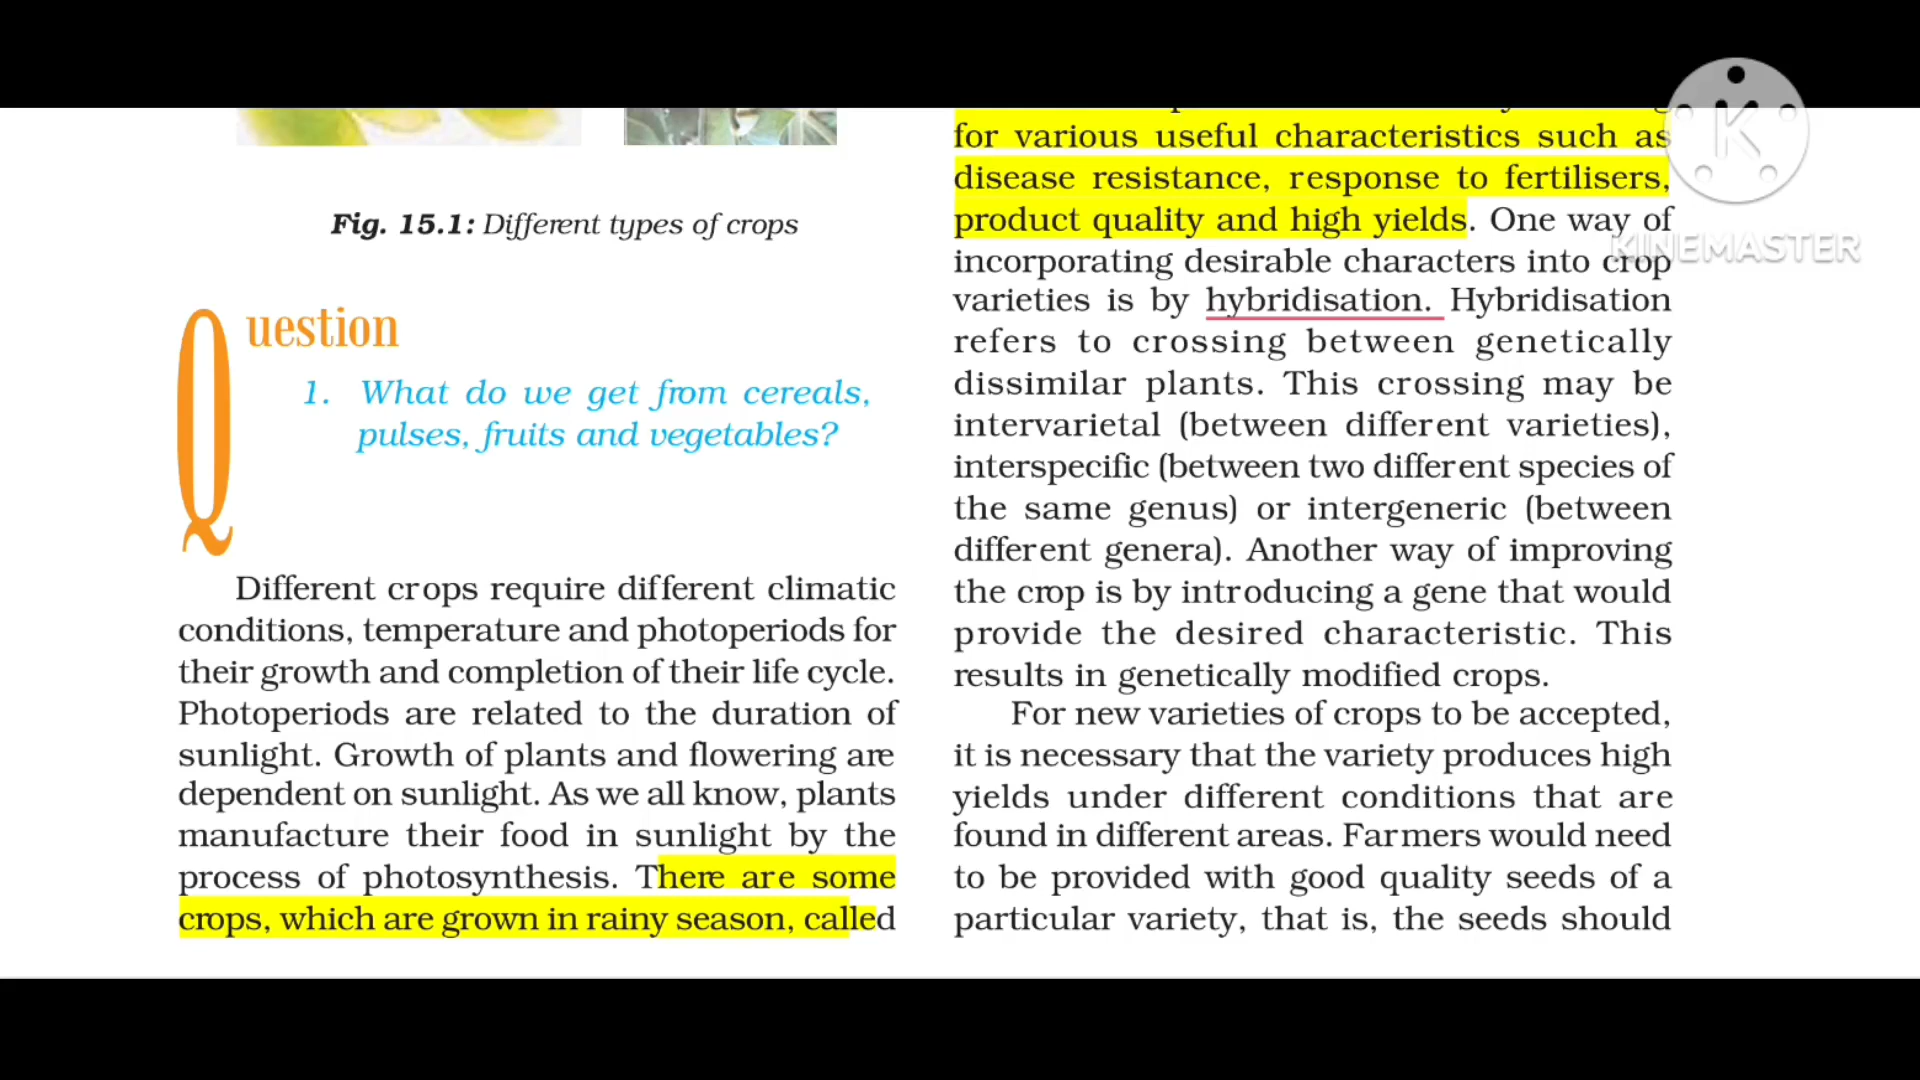 Fig. 15.1: Different types of crops
Question
1. What do we get from cereals,
pulses, fruits and vegetables?
Different crops require different climatic
conditions, temperature and photoperiods for
their growth and completion of their life cycle.
Photoperiods are related to the duration of
sunlight. Growth of plants and flowering are
dependent on sunlight. As we all know, plants
manufacture their food in sunlight by the
process of photosynthesis. There are some
crops, which are grown in rainy season, called
for various useful characteristics such as
disease resistance, response to fertilisers,
product quality and high yields. One way of
incorporating desirable characters into crop
varieties is by hybridisation. Hybridisation
refers to crossing between genetically
dissimilar plants. This crossing may be
intervarietal (between different varieties),
interspecific (between two different species of
the same genus) or intergeneric (between
different genera). Another way of improving
the crop is by introducing a gene that would
provide the desired characteristic. This
results in genetically modified crops.
For new varieties of crops to be accepted,
it is necessary that the variety produces high
yields under different conditions that are
found in different areas. Farmers would need
to be provided with good quality seeds of a
particular variety, that is, the seeds should
K
KINEMASTER